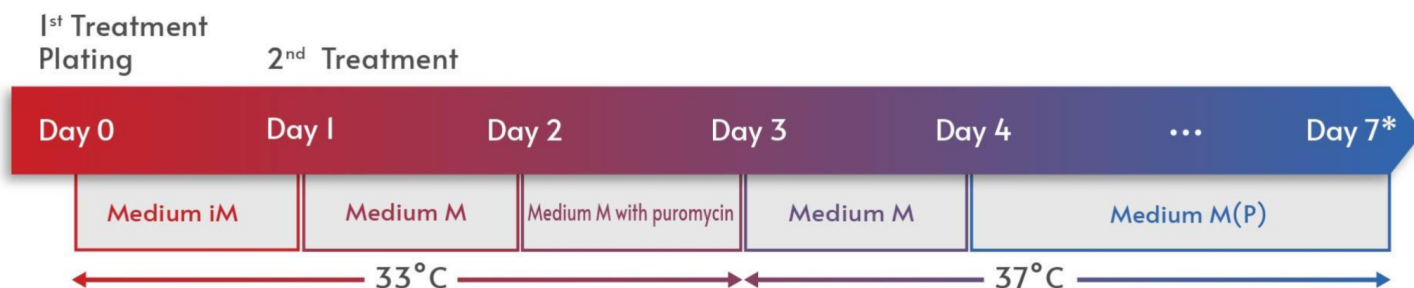 1st Treatment
Plating
2nd Treatment
Day 0 Day 1 Day 2 Day 3 Day 4 ... Day 7*
Medium iM Medium M Medium M with puromycin Medium M Medium M(P)
33°C 37°C